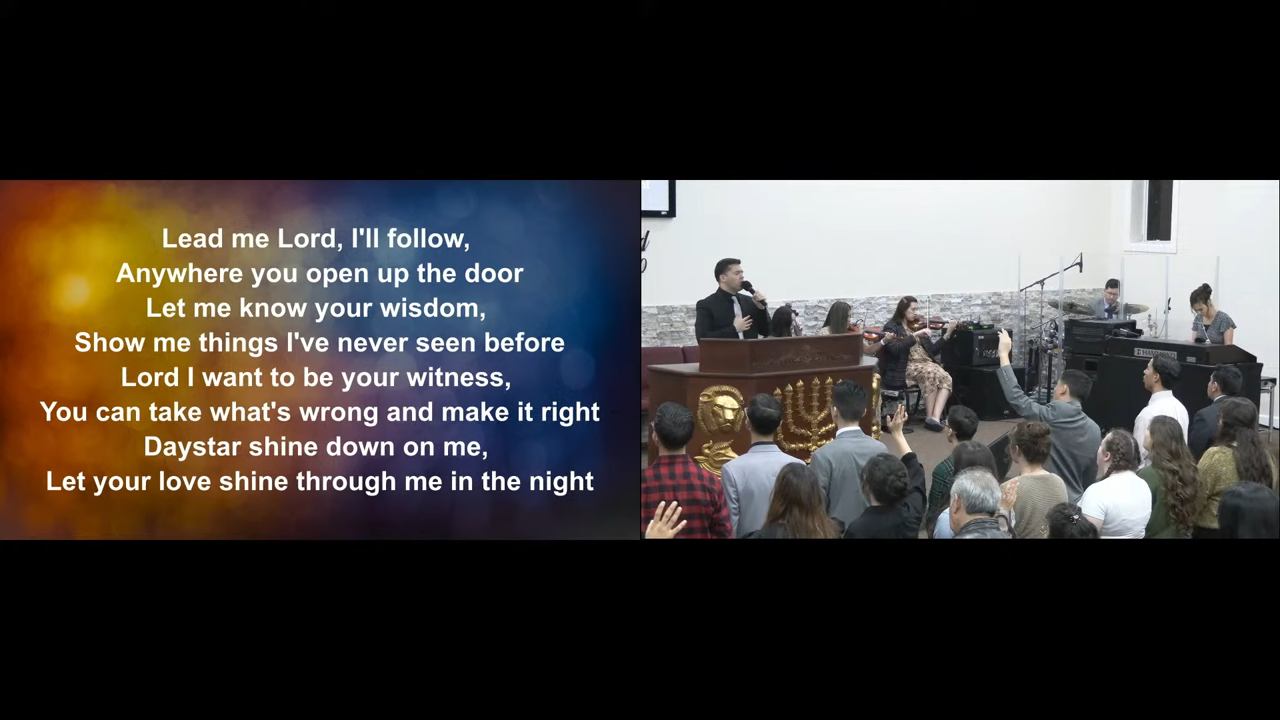 Lead me Lord, I'll follow,
Anywhere you open up the door
Let me know your wisdom,
Show me things I've never seen before
Lord I want to be your witness,
You can take what's wrong and make it right
Daystar shine down on me,
Let your love shine through me in the night
HAMMOND